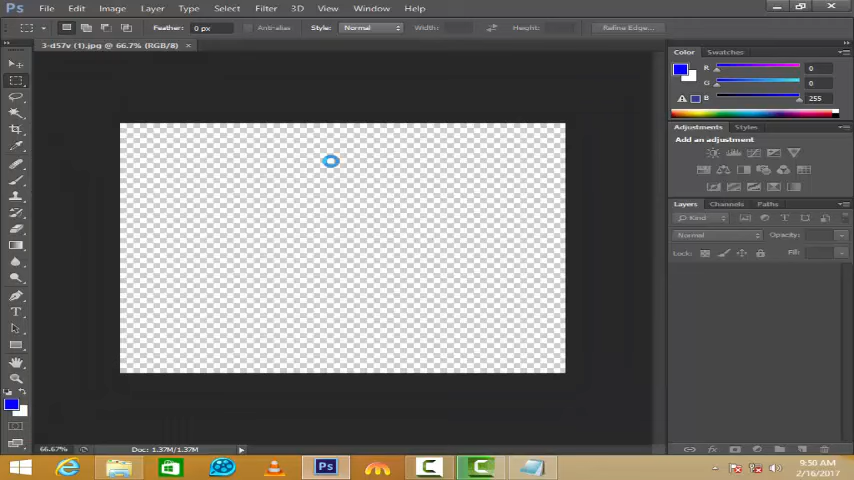 Ps File Edit Image Layer Type Select Filter 3D View Window Help
Feather: 0 px Anti-alias Style: Normal Width: Height: Refine Edge...
3-d57v (1).jpg @ 66.7% (RGB/8) ×
Color Swatches
R 0
G 0
B 255
Adjustments Styles
Add an adjustment
Layers Channels Paths
Kind
Normal Opacity:
Lock: Fill:
66.67% Doc: 1.37M/1.37M
Ps
9:50 AM
2/16/2017